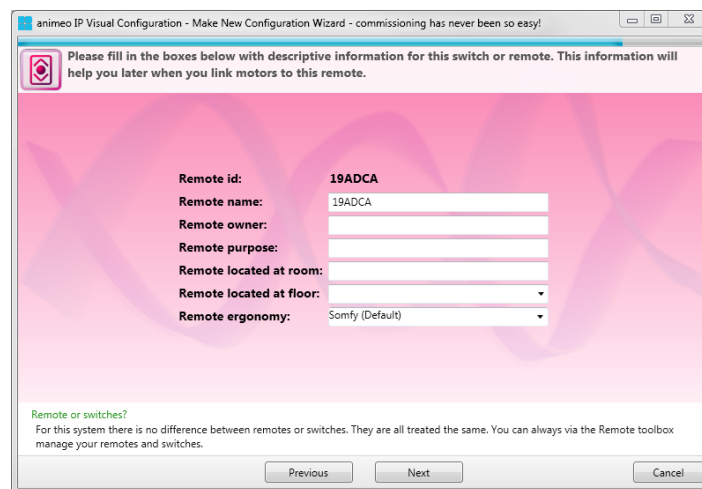 animeo IP Visual Configuration - Make New Configuration Wizard - commissioning has never been so easy!
Please fill in the boxes below with descriptive information for this switch or remote. This information will
help you later when you link motors to this remote.
Remote id: 19ADCA
Remote name: 19ADCA
Remote owner:
Remote purpose:
Remote located at room:
Remote located at floor:
Remote ergonomy: Somfy (Default)
Remote or switches?
For this system there is no difference between remotes or switches. They are all treated the same. You can always via the Remote toolbox
manage your remotes and switches.
Previous Next Cancel